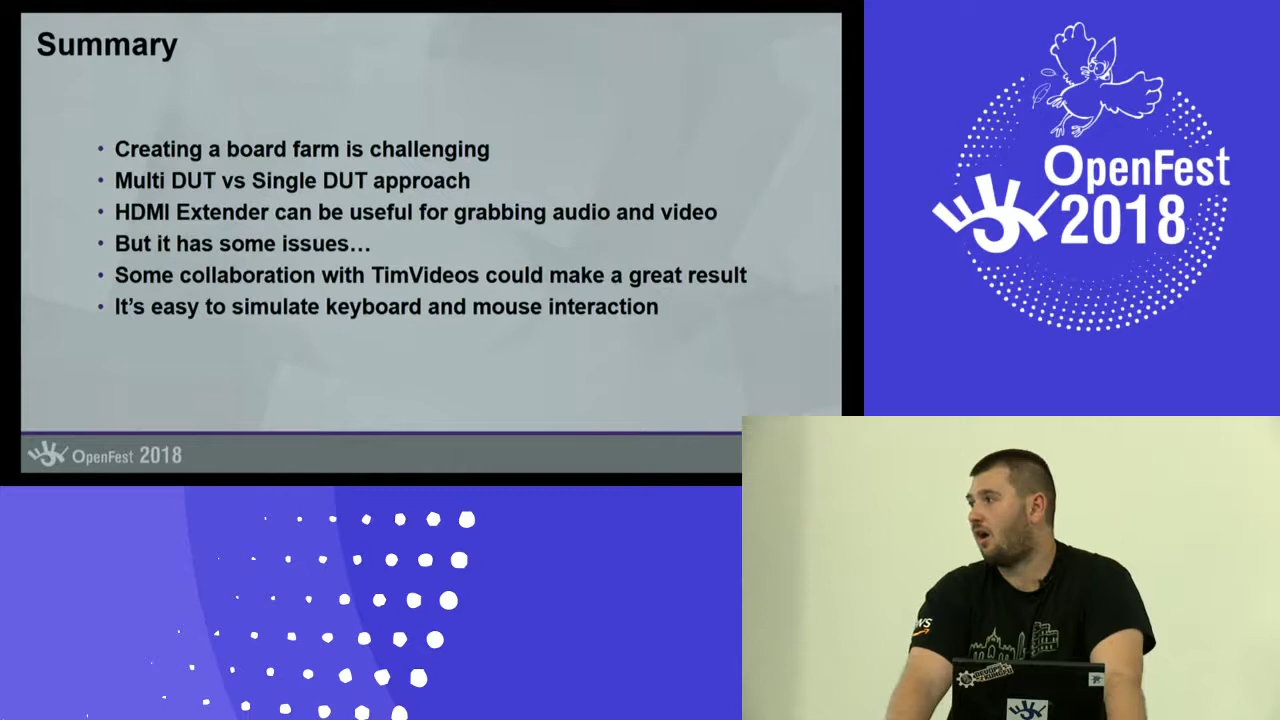 Summary
• Creating a board farm is challenging
• Multi DUT vs Single DUT approach
• HDMI Extender can be useful for grabbing audio and video
• But it has some issues…
• Some collaboration with TimVideos could make a great result
• It's easy to simulate keyboard and mouse interaction
OpenFest 2018
OpenFest
2018